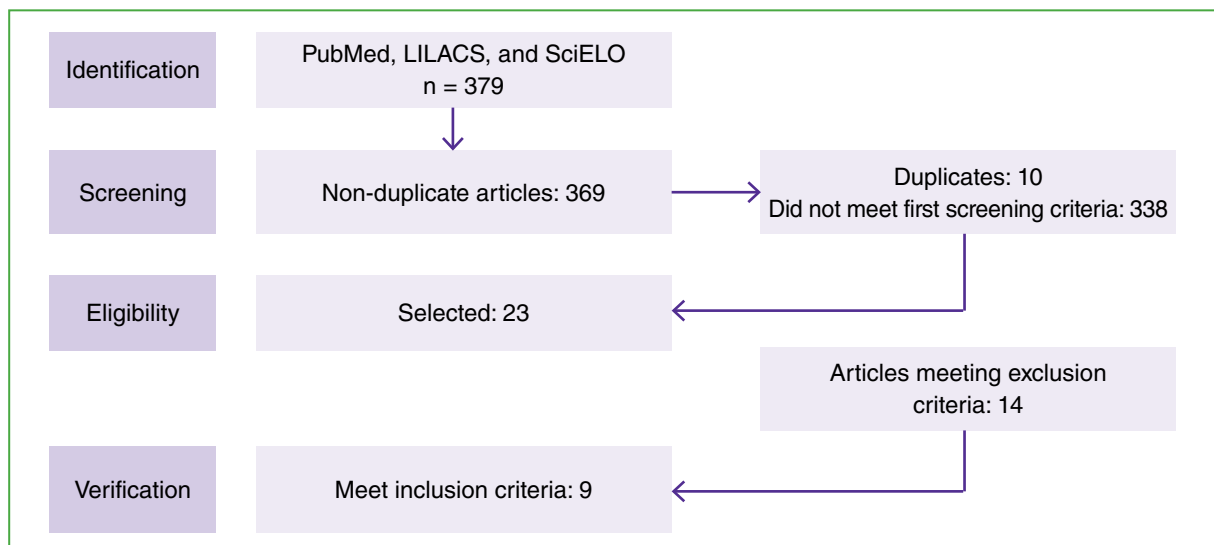 Identification
PubMed, LILACS, and SciELO
n = 379
Screening
Non-duplicate articles: 369
Duplicates: 10
Did not meet first screening criteria: 338
Eligibility
Selected: 23
Articles meeting exclusion
criteria: 14
Verification
Meet inclusion criteria: 9